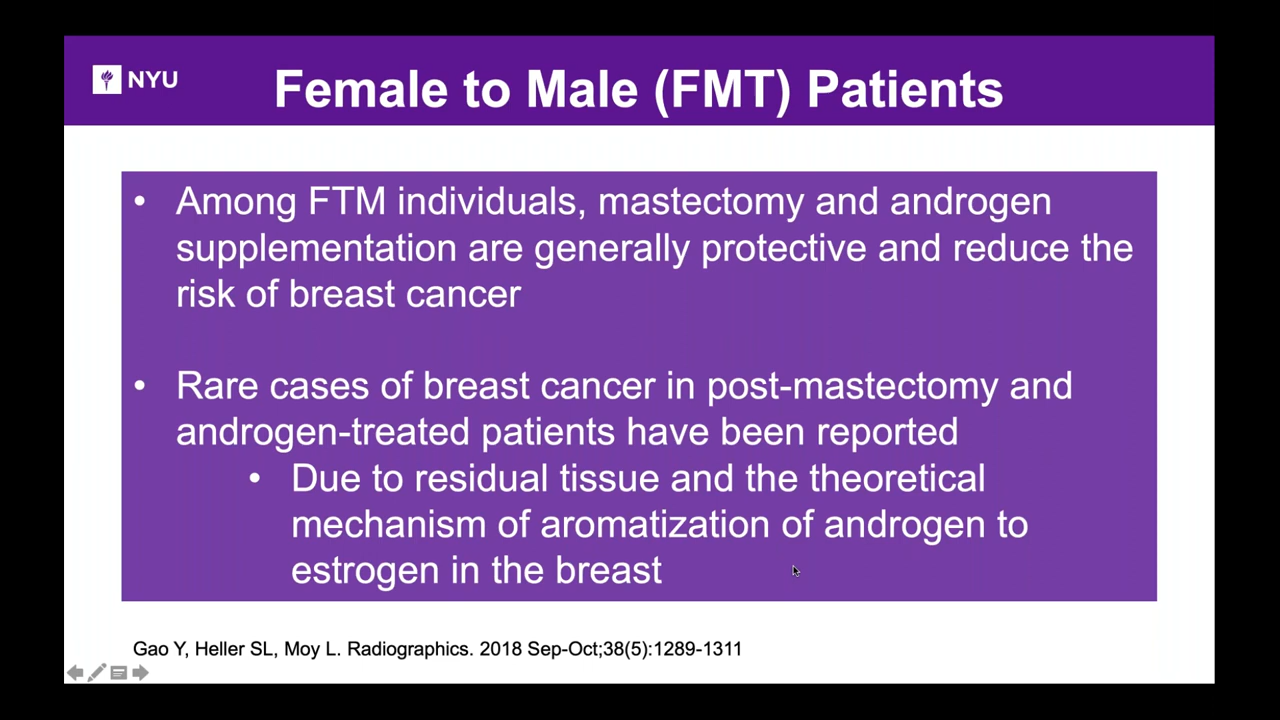 NYU
Female to Male (FMT) Patients
• Among FTM individuals, mastectomy and androgen
supplementation are generally protective and reduce the
risk of breast cancer
• Rare cases of breast cancer in post-mastectomy and
androgen-treated patients have been reported
• Due to residual tissue and the theoretical
mechanism of aromatization of androgen to
estrogen in the breast
Gao Y, Heller SL, Moy L. Radiographics. 2018 Sep-Oct;38(5):1289-1311